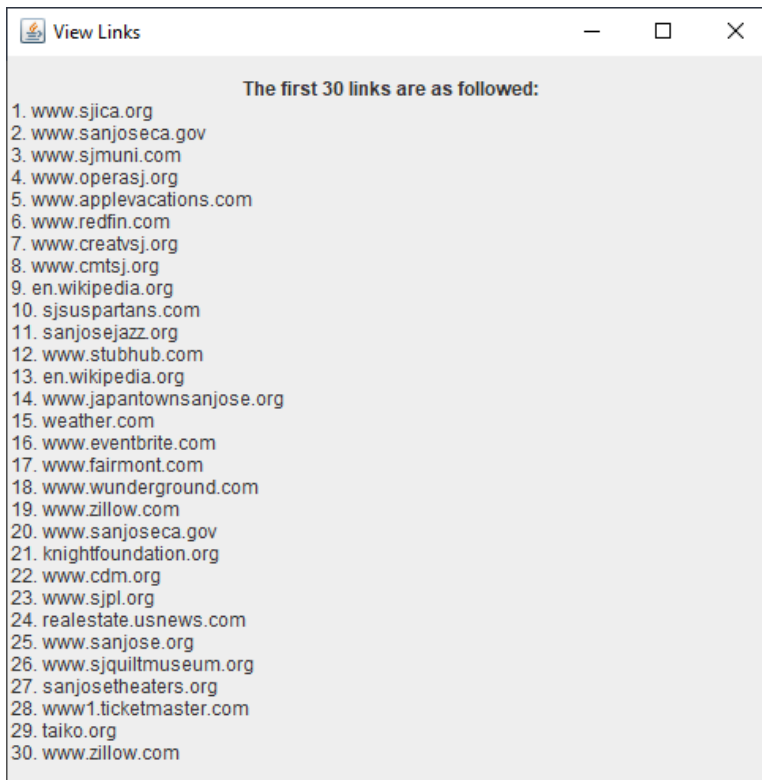 View Links
The first 30 links are as followed:
1. www.sjica.org
2. www.sanjoseca.gov
3. www.sjmuni.com
4. www.operasj.org
5. www.applevacations.com
6. www.redfin.com
7. www.creatvsj.org
8. www.cmtsj.org
9. en.wikipedia.org
10. sjsuspartans.com
11. sanjosejazz.org
12. www.stubhub.com
13. en.wikipedia.org
14. www.japantownsanjose.org
15. weather.com
16. www.eventbrite.com
17. www.fairmont.com
18. www.wunderground.com
19. www.zillow.com
20. www.sanjoseca.gov
21. knightfoundation.org
22. www.cdm.org
23. www.sjpl.org
24. realestate.usnews.com
25. www.sanjose.org
26. www.sjquiltmuseum.org
27. sanjosetheaters.org
28. www1.ticketmaster.com
29. taiko.org
30. www.zillow.com